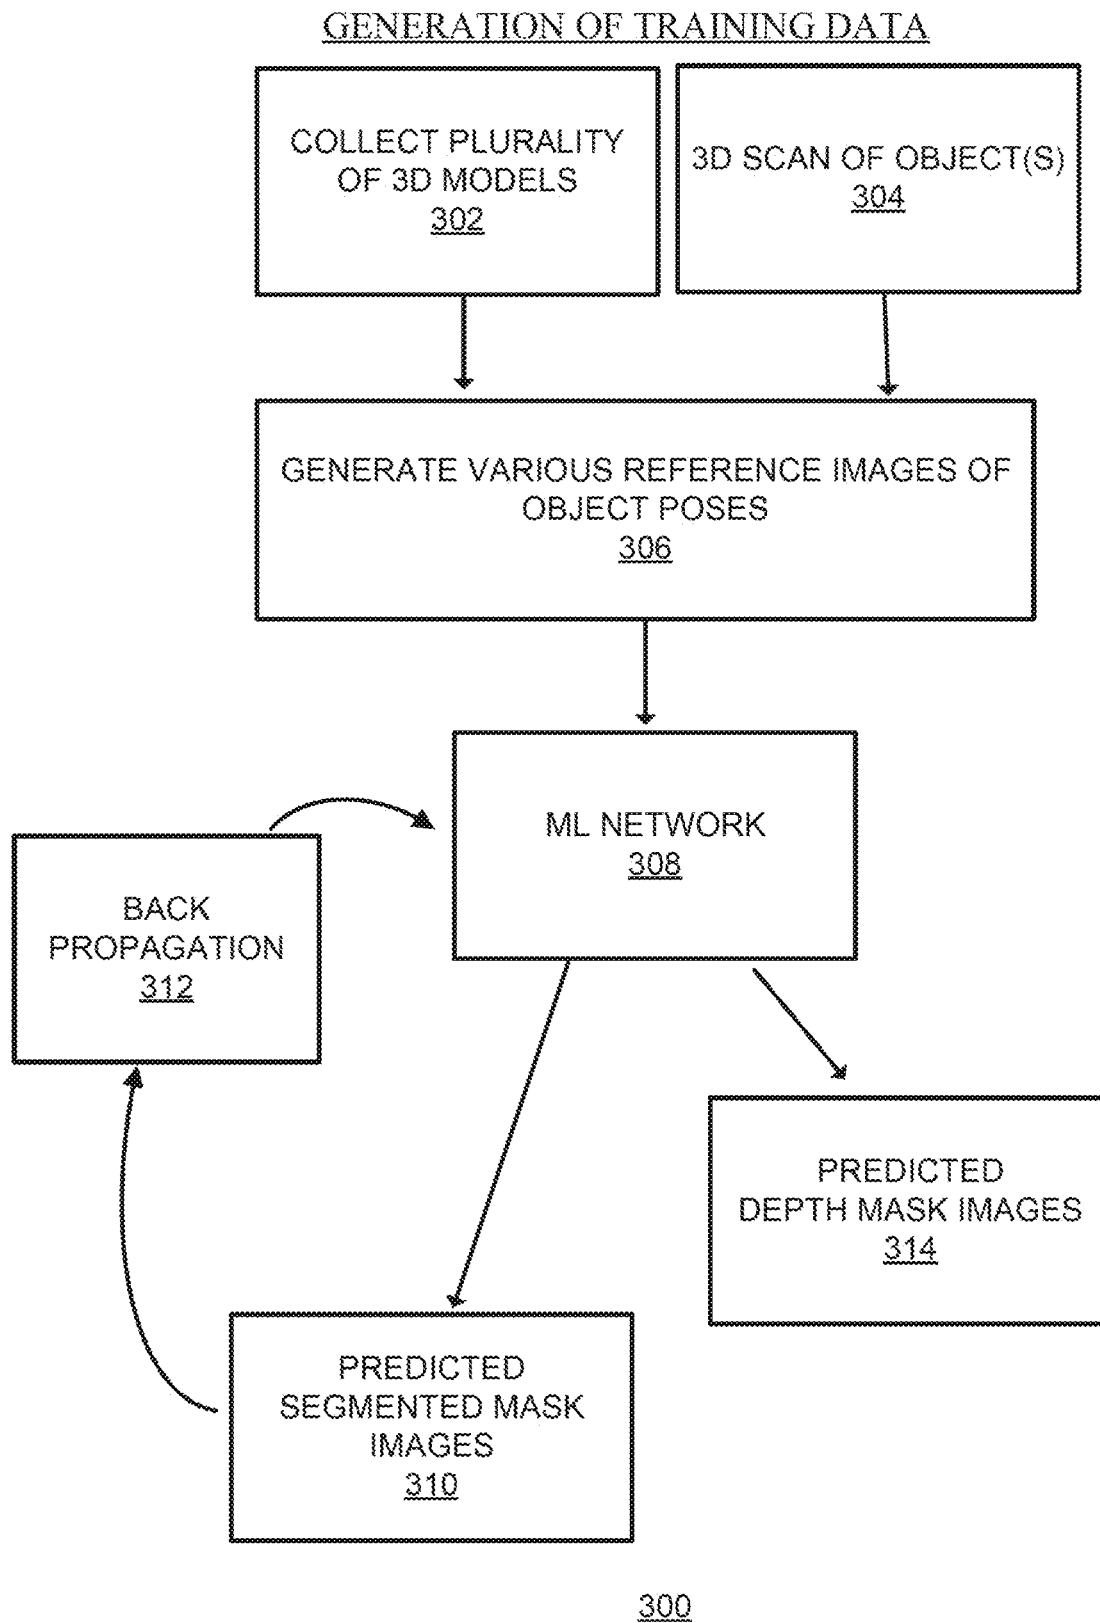 GENERATION OF TRAINING DATA
COLLECT PLURALITY
OF 3D MODELS
302
3D SCAN OF OBJECT(S)
304
GENERATE VARIOUS REFERENCE IMAGES OF
OBJECT POSES
306
ML NETWORK
308
BACK
PROPAGATION
312
PREDICTED
DEPTH MASK IMAGES
314
PREDICTED
SEGMENTED MASK
IMAGES
310
300